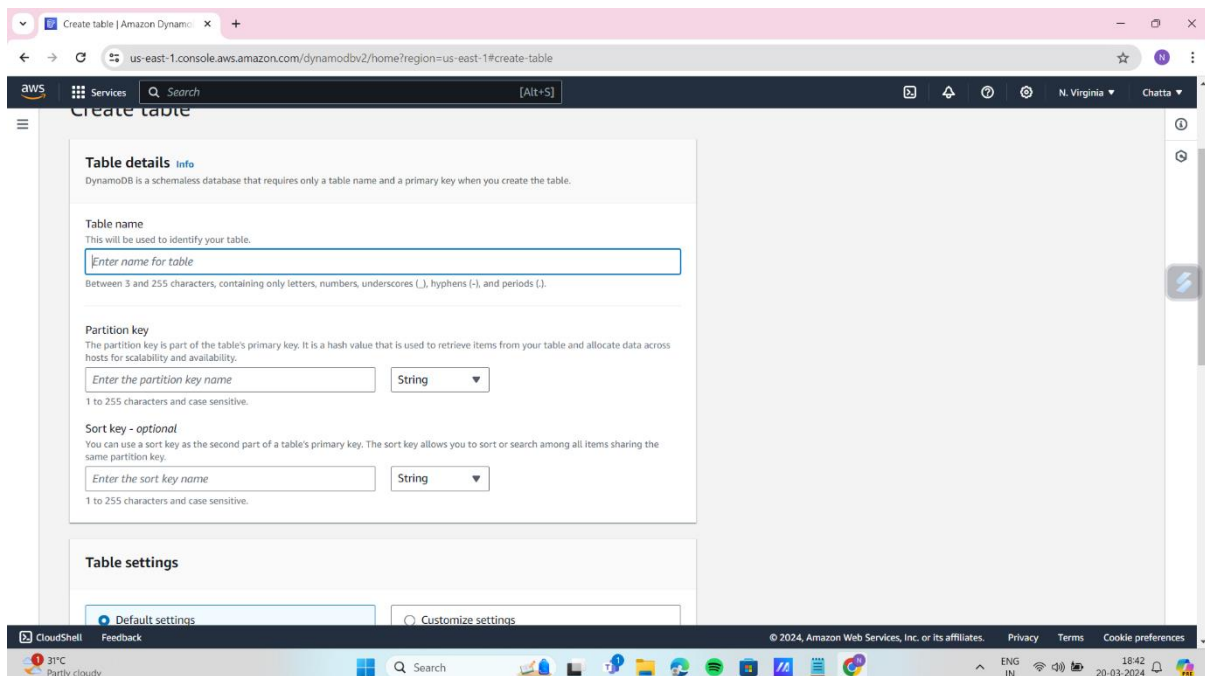 Create table | Amazon Dynamo
us-east-1.console.aws.amazon.com/dynamodbv2/home?region=us-east-1#create-table
N
aws
Services
Search
[Alt+S]
N. Virginia
Chatta
Create table
Table details Info
DynamoDB is a schemaless database that requires only a table name and a primary key when you create the table.
Table name
This will be used to identify your table.
Enter name for table
Between 3 and 255 characters, containing only letters, numbers, underscores (_), hyphens (-), and periods (.).
Partition key
The partition key is part of the table's primary key. It is a hash value that is used to retrieve items from your table and allocate data across
hosts for scalability and availability.
Enter the partition key name
String
1 to 255 characters and case sensitive.
Sort key - optional
You can use a sort key as the second part of a table's primary key. The sort key allows you to sort or search among all items sharing the
same partition key.
Enter the sort key name
String
1 to 255 characters and case sensitive.
Table settings
Default settings
Customize settings
CloudShell
Feedback
© 2024, Amazon Web Services, Inc. or its affiliates.
Privacy
Terms
Cookie preferences
1
31°C
Partly cloudy
Search
1
ENG
IN
18:42
20-03-2024